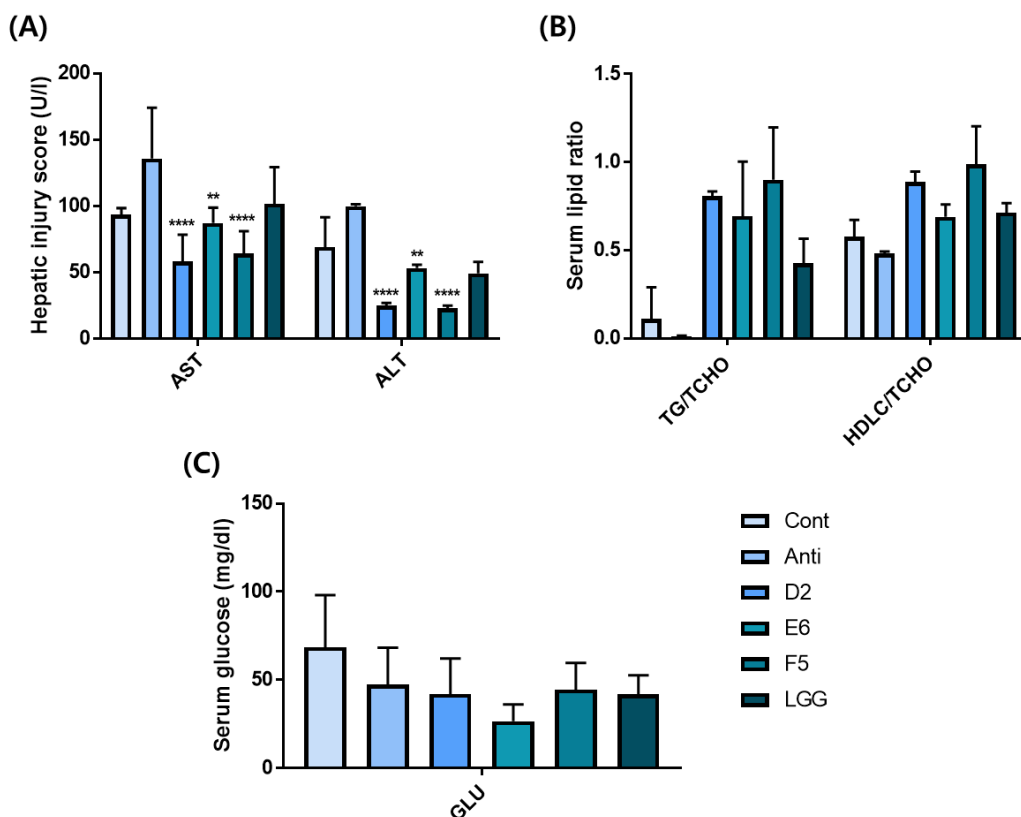 (A)
Hepatic injury score (U/l)
200
150
100
50
0
****
**
****
****
**
****
AST
ALT
(B)
Serum lipid ratio
1.5
1.0
0.5
0.0
TG/TCHO
HDLC/TCHO
(C)
Serum glucose (mg/dl)
150
100
50
0
GLU
Cont
Anti
D2
E6
F5
LGG